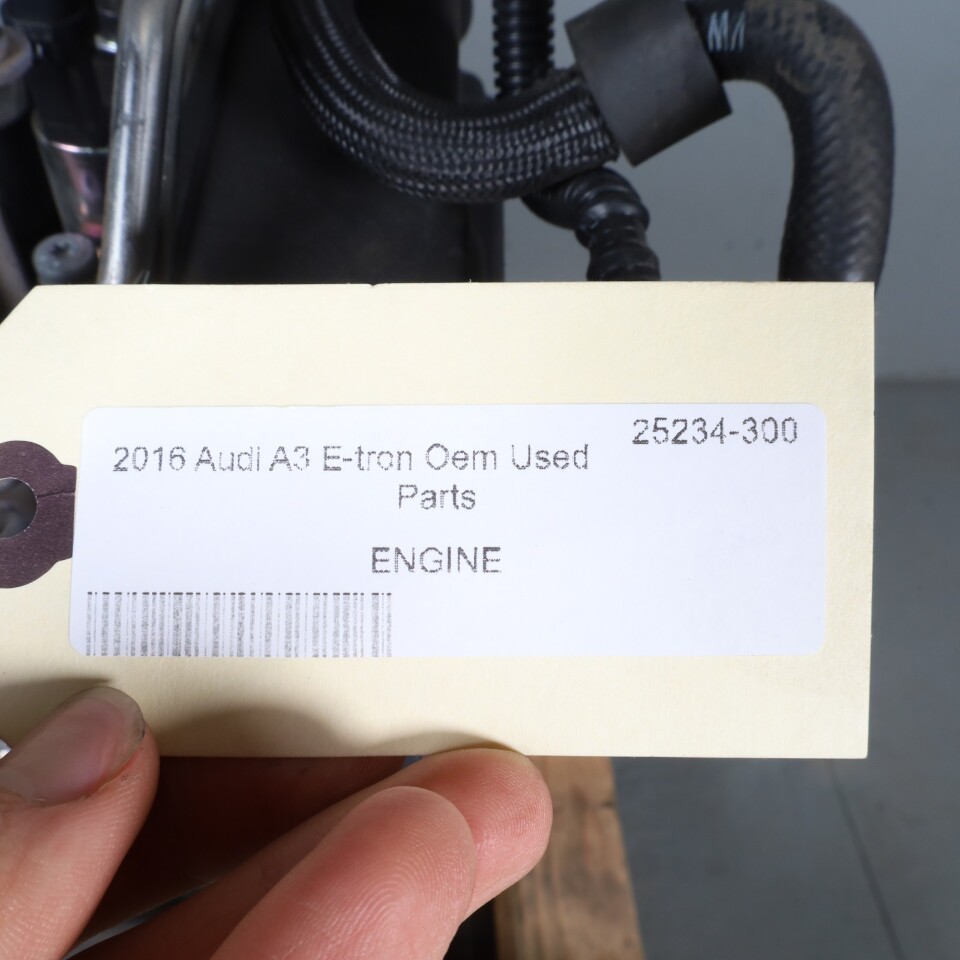 25234-300
2016 Audi A3 E-tron Oem Used
Parts
ENGINE